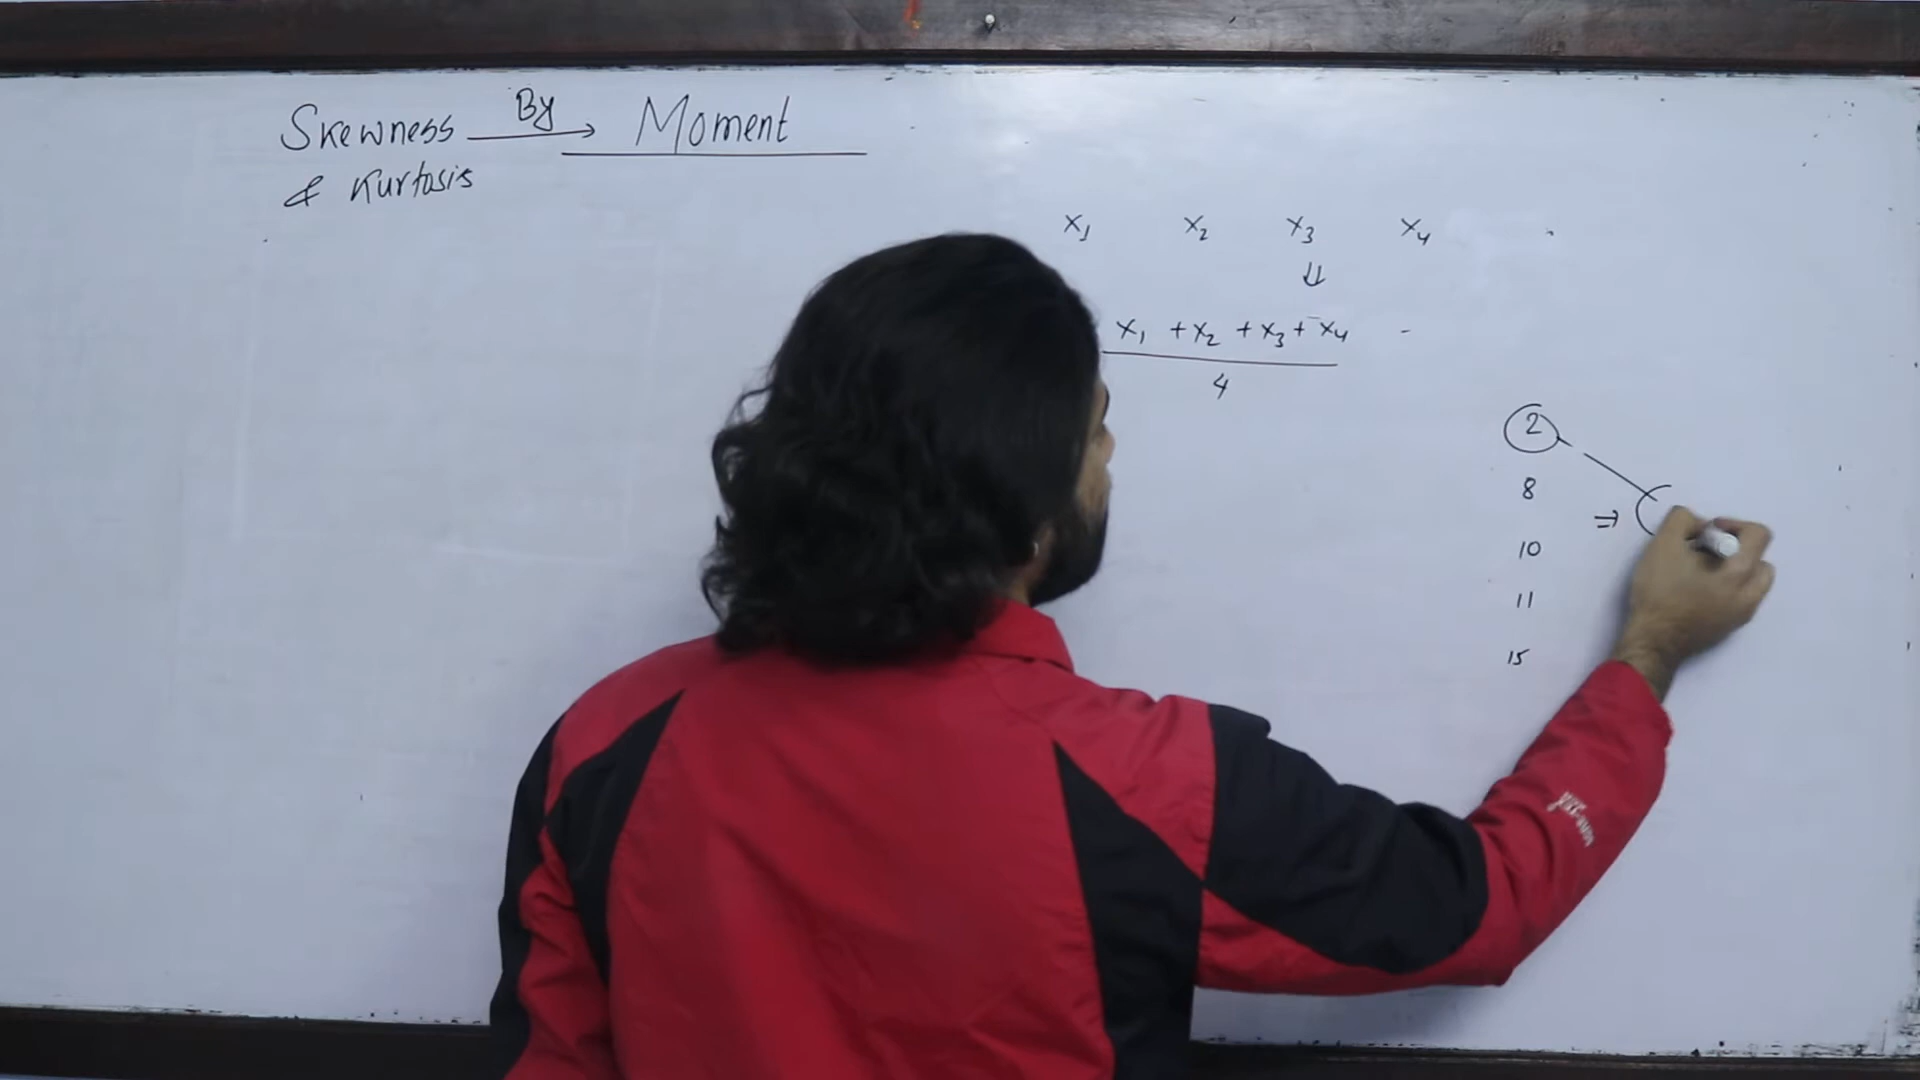 Skewness By → Moment
& Kurtosis
x₁ x₂ x₃ x₄
⇓
x₁ + x₂ + x₃ + x₄
4
2
8
⇒ (
10
11
15